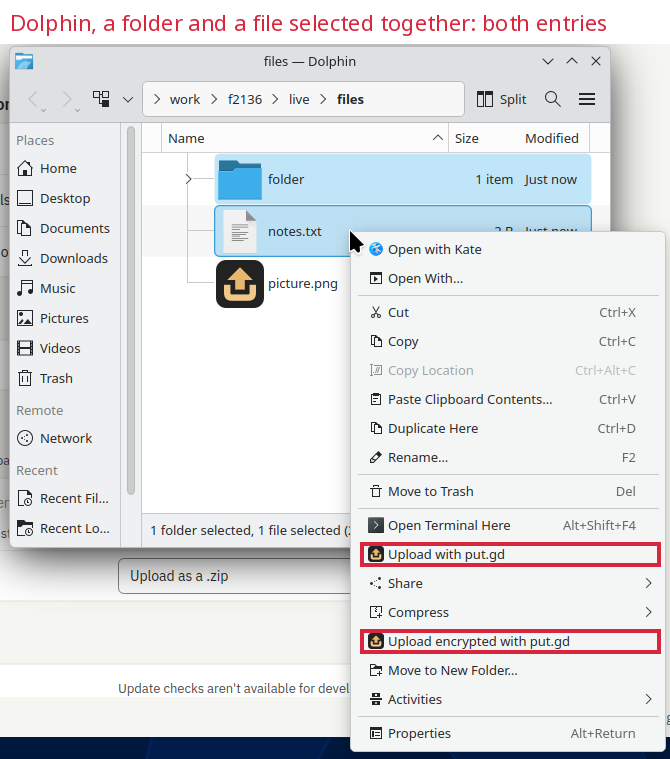 Dolphin, a folder and a file selected together: both entries
files — Dolphin
work > f2136 > live > files
Split
Places
Home
Desktop
Documents
Downloads
Music
Pictures
Videos
Trash
Remote
Network
Recent
Recent Fil...
Recent Lo...
Name Size Modified
folder 1 item Just now
notes.txt
picture.png
1 folder selected, 1 file selected (
Open with Kate
Open With...
Cut Ctrl+X
Copy Ctrl+C
Copy Location Ctrl+Alt+C
Paste Clipboard Contents... Ctrl+V
Duplicate Here Ctrl+D
Rename... F2
Move to Trash Del
Open Terminal Here Alt+Shift+F4
Upload with put.gd
Share
Compress
Upload encrypted with put.gd
Move to New Folder...
Activities
Properties Alt+Return
Upload as a .zip
Update checks aren't available for devel